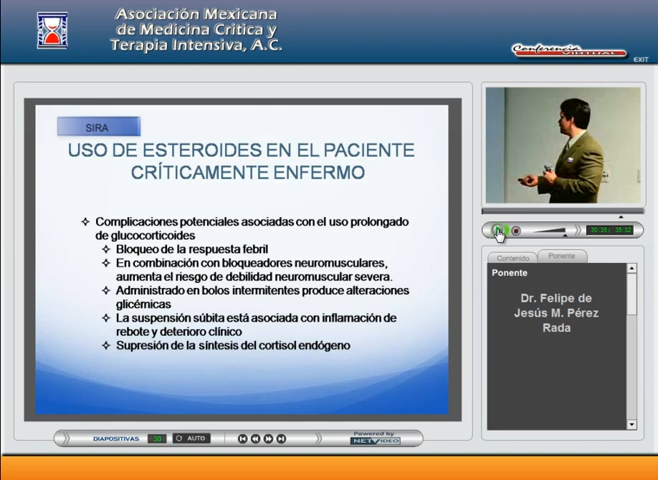 Asociación Mexicana
de Medicina Crítica y
Terapia Intensiva, A.C.
Conferencia
VIRTUAL
EXIT
SIRA
USO DE ESTEROIDES EN EL PACIENTE
CRÍTICAMENTE ENFERMO
Complicaciones potenciales asociadas con el uso prolongado
de glucocorticoides
Bloqueo de la respuesta febril
En combinación con bloqueadores neuromusculares,
aumenta el riesgo de debilidad neuromuscular severa.
Administrado en bolos intermitentes produce alteraciones
glicémicas
La suspensión súbita está asociada con inflamación de
rebote y deterioro clínico
Supresión de la síntesis del cortisol endógeno
Contenido
Ponente
Ponente
Dr. Felipe de
Jesús M. Pérez
Rada
DIAPOSITIVAS
30
AUTO
Powered by
NETVIDEO